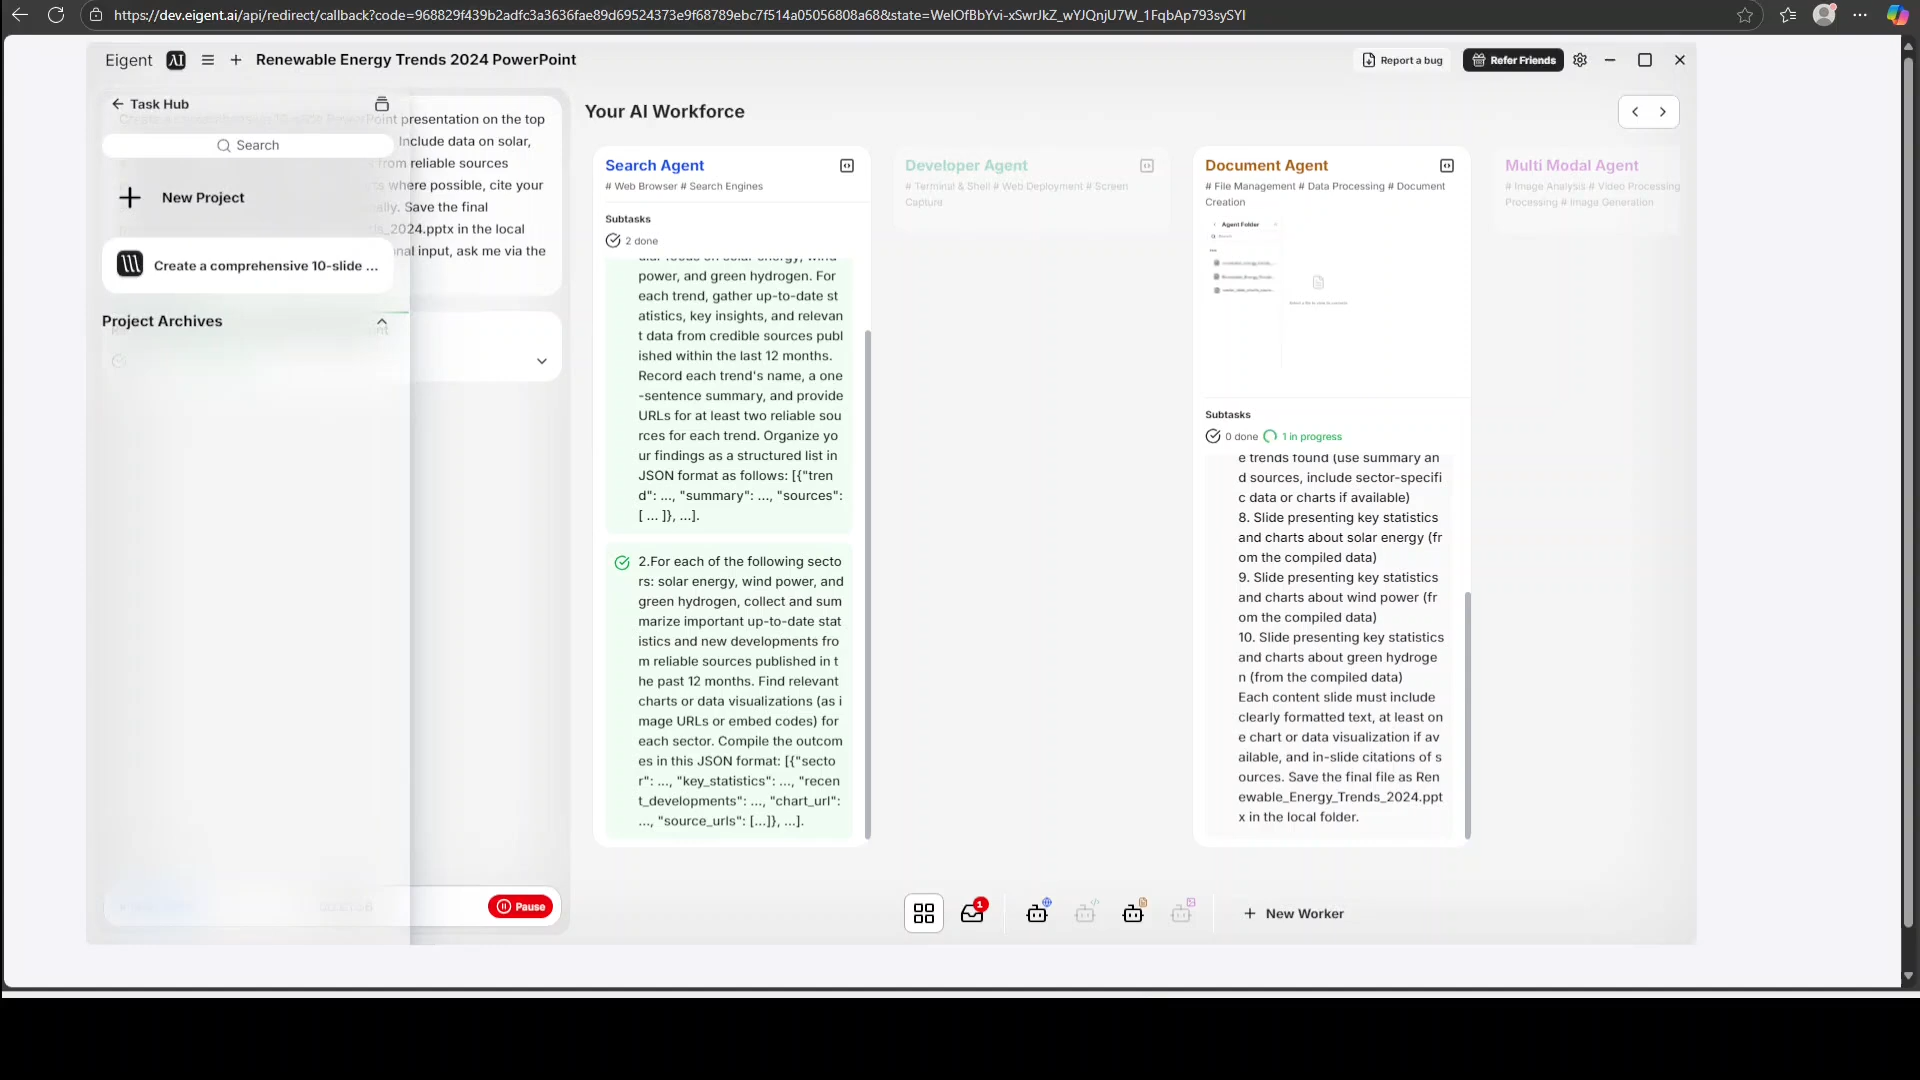 https://dev.eigent.ai/api/redirect/callback?code=968829f439b2adfc3a3636fae89d69524373e9f68789ebc7f514a05056808a68&state=WelOfBbYvi-xSwrJkZ_wYJQnjU7W_1FqbAp793sySYI
Eigent
Renewable Energy Trends 2024 PowerPoint
Report a bug
Refer Friends
Task Hub
Search
New Project
Create a comprehensive 10-slide ...
Project Archives
presentation on the top
Include data on solar,
from reliable sources
where possible, cite your
ally. Save the final
s_2024.pptx in the local
nal input, ask me via the
Pause
Your AI Workforce
Search Agent
# Web Browser # Search Engines
Subtasks
2 done
power, and green hydrogen. For
each trend, gather up-to-date st
atistics, key insights, and relevan
t data from credible sources publ
ished within the last 12 months.
Record each trend's name, a one
-sentence summary, and provide
URLs for at least two reliable sou
rces for each trend. Organize yo
ur findings as a structured list in
JSON format as follows: [{"tren
d": ..., "summary": ..., "sources":
[ ... ]}, ...].
2.For each of the following secto
rs: solar energy, wind power, and
green hydrogen, collect and sum
marize important up-to-date stat
istics and new developments fro
m reliable sources published in t
he past 12 months. Find relevant
charts or data visualizations (as i
mage URLs or embed codes) for
each sector. Compile the outcom
es in this JSON format: [{"secto
r": ..., "key_statistics": ..., "recen
t_developments": ..., "chart_url":
..., "source_urls": [...]}, ...].
Developer Agent
# Terminal & Shell # Web Deployment # Screen
Capture
Document Agent
# File Management # Data Processing # Document
Creation
Agent Folder
Subtasks
0 done 1 in progress
e trends found (use summary an
d sources, include sector-specifi
c data or charts if available)
8. Slide presenting key statistics
and charts about solar energy (fr
om the compiled data)
9. Slide presenting key statistics
and charts about wind power (fr
om the compiled data)
10. Slide presenting key statistics
and charts about green hydroge
n (from the compiled data)
Each content slide must include
clearly formatted text, at least on
e chart or data visualization if av
ailable, and in-slide citations of s
ources. Save the final file as Ren
ewable_Energy_Trends_2024.ppt
x in the local folder.
Multi Modal Agent
# Image Analysis # Video Processing
Processing # Image Generation
1
New Worker